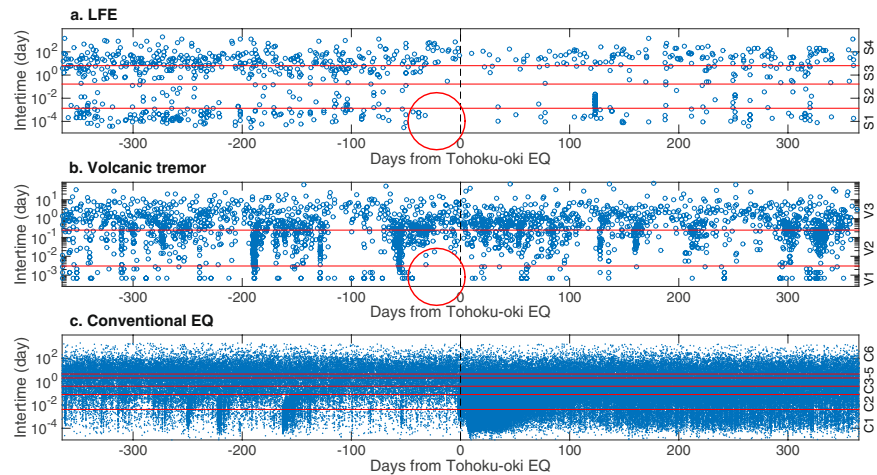 a. LFE
Intertime (day)
10²
10⁰
10⁻²
10⁻⁴
S4
S3
S2
S1
-300 -200 -100 0 100 200 300
Days from Tohoku-oki EQ
b. Volcanic tremor
Intertime (day)
10¹
10⁰
10⁻¹
10⁻²
10⁻³
V3
V2
V1
-300 -200 -100 0 100 200 300
Days from Tohoku-oki EQ
c. Conventional EQ
Intertime (day)
10²
10⁰
10⁻²
10⁻⁴
C6
C3-5
C2
C1
-300 -200 -100 0 100 200 300
Days from Tohoku-oki EQ